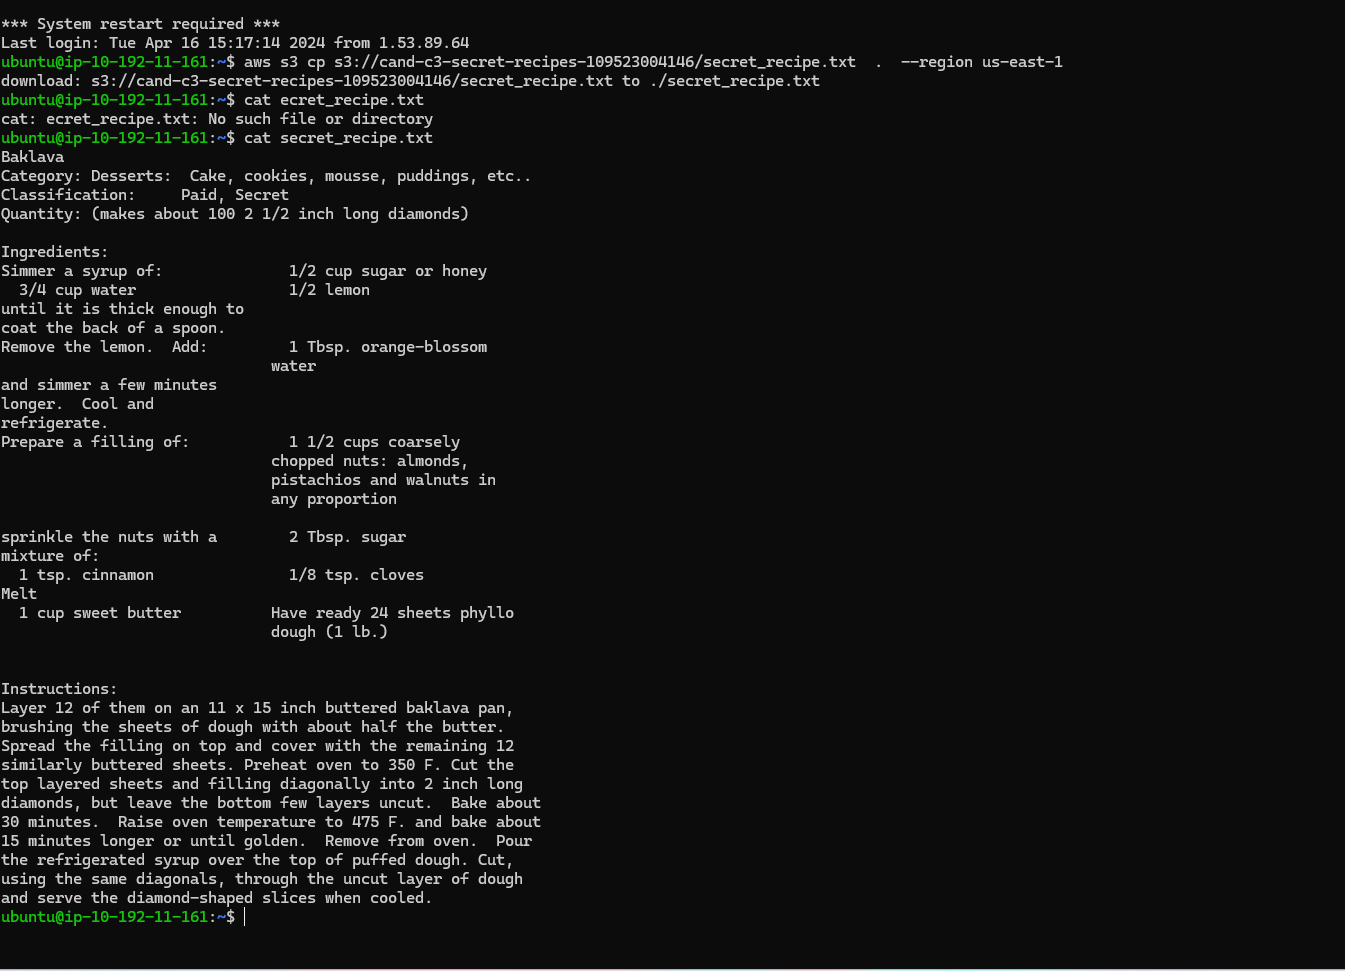 *** System restart required ***
Last login: Tue Apr 16 15:17:14 2024 from 1.53.89.64
ubuntu@ip-10-192-11-161:~$ aws s3 cp s3://cand-c3-secret-recipes-109523004146/secret_recipe.txt  .  --region us-east-1
download: s3://cand-c3-secret-recipes-109523004146/secret_recipe.txt to ./secret_recipe.txt
ubuntu@ip-10-192-11-161:~$ cat ecret_recipe.txt
cat: ecret_recipe.txt: No such file or directory
ubuntu@ip-10-192-11-161:~$ cat secret_recipe.txt
Baklava
Category: Desserts:  Cake, cookies, mousse, puddings, etc..
Classification:     Paid, Secret
Quantity: (makes about 100 2 1/2 inch long diamonds)

Ingredients:
Simmer a syrup of:              1/2 cup sugar or honey
  3/4 cup water                 1/2 lemon
until it is thick enough to
coat the back of a spoon.
Remove the lemon.  Add:         1 Tbsp. orange-blossom
                              water
and simmer a few minutes
longer.  Cool and
refrigerate.
Prepare a filling of:           1 1/2 cups coarsely
                              chopped nuts: almonds,
                              pistachios and walnuts in
                              any proportion

sprinkle the nuts with a        2 Tbsp. sugar
mixture of:
  1 tsp. cinnamon               1/8 tsp. cloves
Melt
  1 cup sweet butter          Have ready 24 sheets phyllo
                              dough (1 lb.)

Instructions:
Layer 12 of them on an 11 x 15 inch buttered baklava pan,
brushing the sheets of dough with about half the butter.
Spread the filling on top and cover with the remaining 12
similarly buttered sheets. Preheat oven to 350 F. Cut the
top layered sheets and filling diagonally into 2 inch long
diamonds, but leave the bottom few layers uncut.  Bake about
30 minutes.  Raise oven temperature to 475 F. and bake about
15 minutes longer or until golden.  Remove from oven.  Pour
the refrigerated syrup over the top of puffed dough. Cut,
using the same diagonals, through the uncut layer of dough
and serve the diamond-shaped slices when cooled.
ubuntu@ip-10-192-11-161:~$